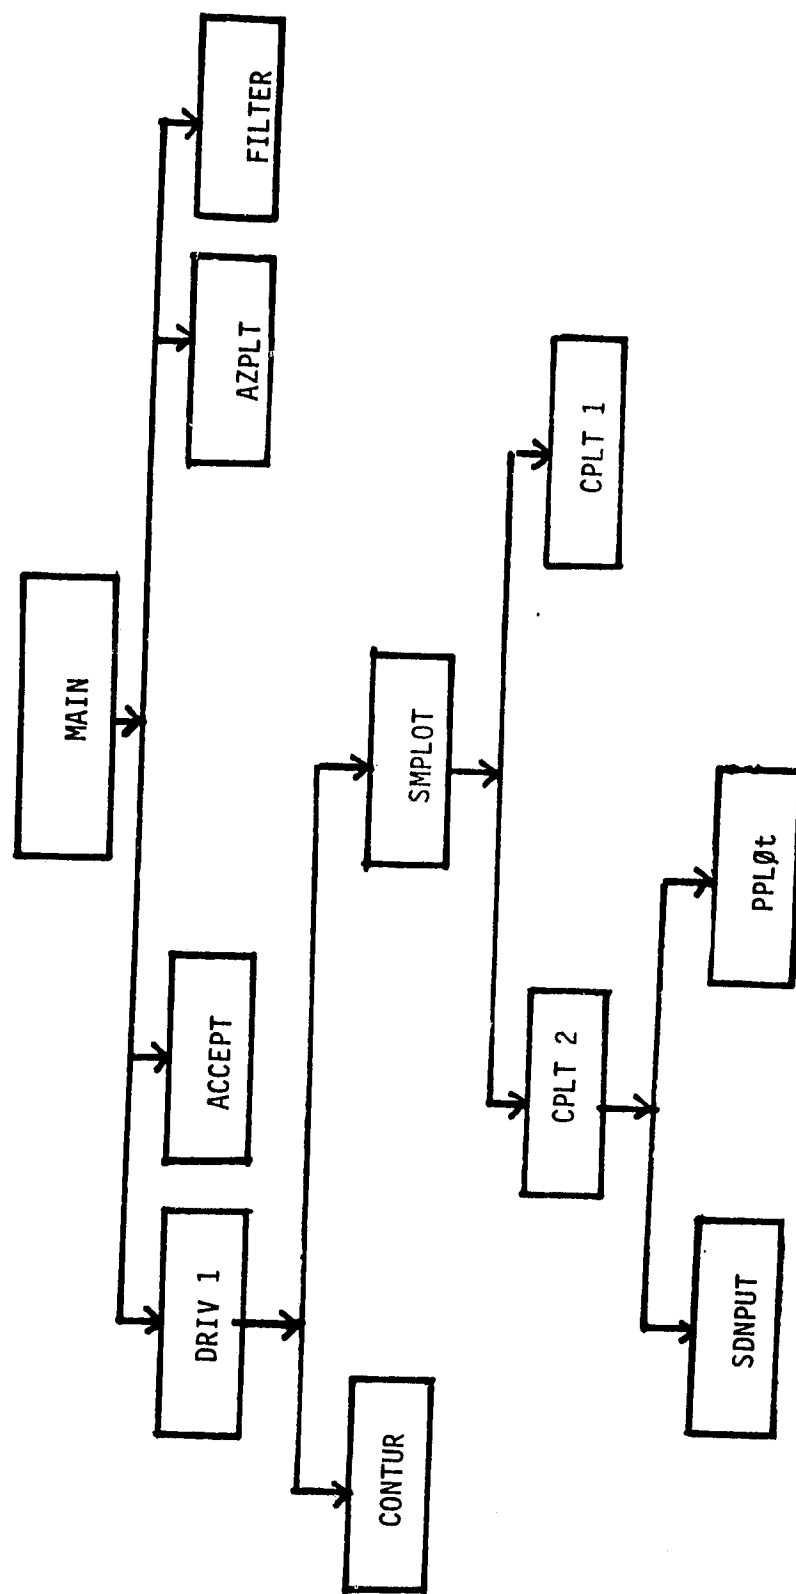 MAIN
DRIV 1
ACCEPT
AZPLT
FILTER
CONTUR
SMPLOT
CPLT 2
CPLT 1
SDNPUT
PPLØt